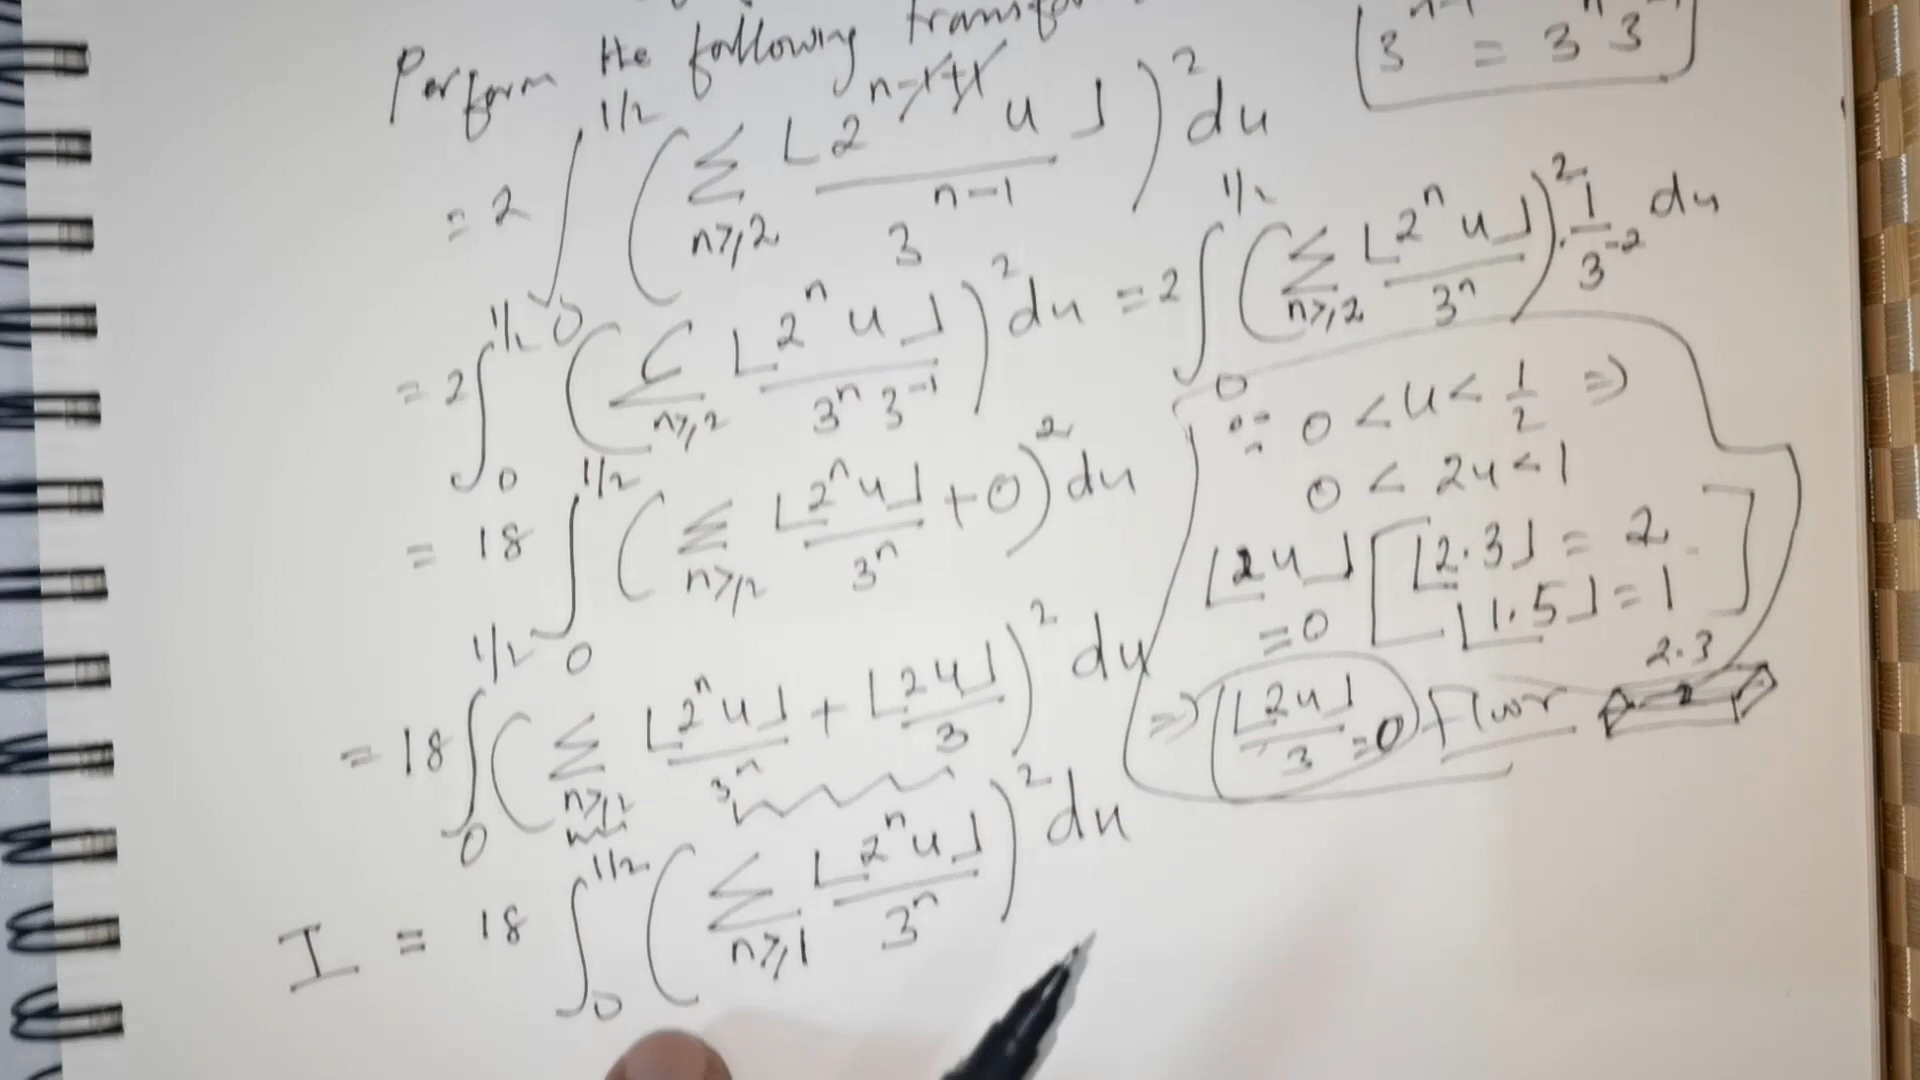 Perform the following transfo
3^{n-1} = 3^n 3^{-1}
= 2 ∫_0^{1/2} ( Σ_{n≥2} ⌊2^{n-1+1} u⌋ / 3^{n-1} )^2 du
= 2 ∫_0^{1/2} ( Σ_{n≥2} ⌊2^n u⌋ / 3^n 3^{-1} )^2 du = 2 ∫_0^{1/2} ( Σ_{n≥2} ⌊2^n u⌋ / 3^n )^2 · 1/3^{-2} du
= 18 ∫_0^{1/2} ( Σ_{n≥2} ⌊2^n u⌋ / 3^n + 0 )^2 du
= 18 ∫_0^{1/2} ( Σ_{n≥2} ⌊2^n u⌋ / 3^n + ⌊2u⌋ / 3 )^2 du
I = 18 ∫_0^{1/2} ( Σ_{n≥1} ⌊2^n u⌋ / 3^n )^2 du
∵ 0 < u < 1/2 ⇒
0 < 2u < 1
⌊2u⌋ = 0 [ ⌊2.3⌋ = 2
⌊1.5⌋ = 1 ]
⇒ ( ⌊2u⌋ / 3 = 0 ) Floor 2.3
2